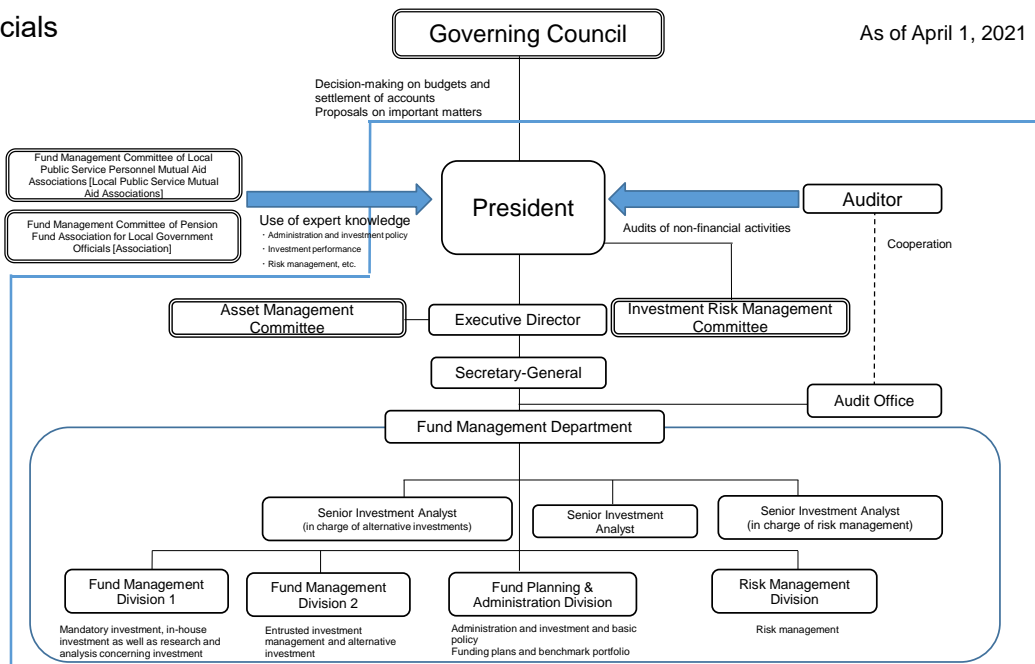 cials
Governing Council
As of April 1, 2021
Decision-making on budgets and
settlement of accounts
Proposals on important matters
Fund Management Committee of Local
Public Service Personnel Mutual Aid
Associations [Local Public Service Mutual
Aid Associations]
Fund Management Committee of Pension
Fund Association for Local Government
Officials [Association]
Use of expert knowledge
・Administration and investment policy
・Investment performance
・Risk management, etc.
President
Auditor
Audits of non-financial activities
Cooperation
Asset Management
Committee
Executive Director
Investment Risk Management
Committee
Secretary-General
Audit Office
Fund Management Department
Senior Investment Analyst
(in charge of alternative investments)
Senior Investment
Analyst
Senior Investment Analyst
(in charge of risk management)
Fund Management
Division 1
Fund Management
Division 2
Fund Planning &
Administration Division
Risk Management
Division
Mandatory investment, in-house
investment as well as research and
analysis concerning investment
Entrusted investment
management and alternative
investment
Administration and investment and basic
policy
Funding plans and benchmark portfolio
Risk management